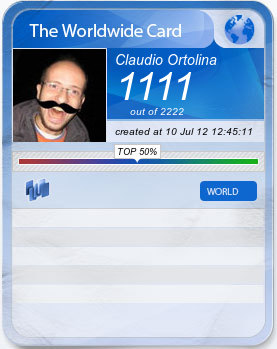 The Worldwide Card
Claudio Ortolina
1111
out of 2222
created at 10 Jul 12 12:45:11
TOP 50%
WORLD